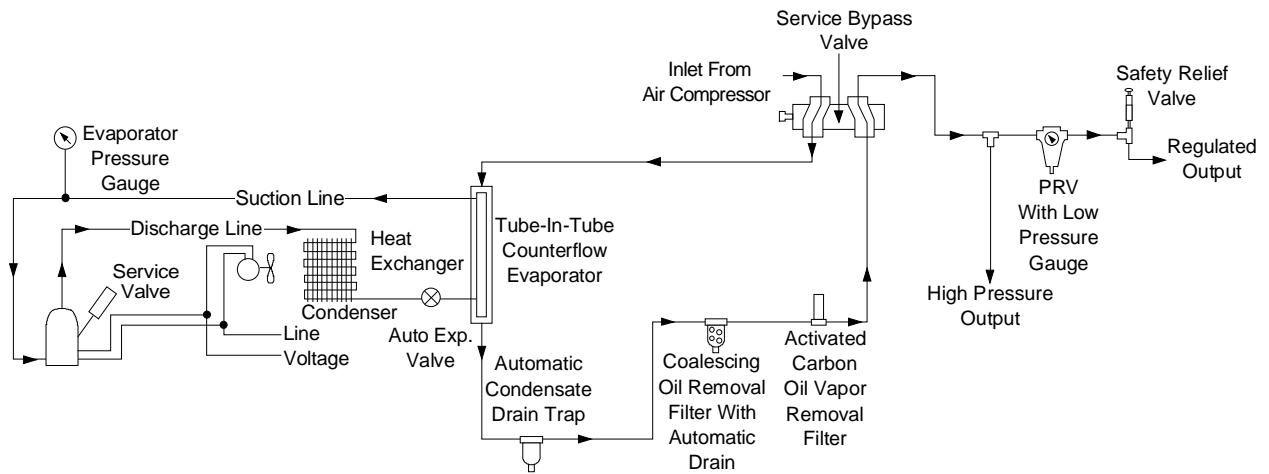 Service Bypass
Valve
Inlet From
Air Compressor
Safety Relief
Valve
Regulated
Output
PRV
With Low
Pressure
Gauge
High Pressure
Output
Evaporator
Pressure
Gauge
Suction Line
Discharge Line
Heat
Exchanger
Tube-In-Tube
Counterflow
Evaporator
Service
Valve
Condenser
Line
Voltage
Auto Exp.
Valve
Automatic
Condensate
Drain Trap
Coalescing
Oil Removal
Filter With
Automatic
Drain
Activated
Carbon
Oil Vapor
Removal
Filter